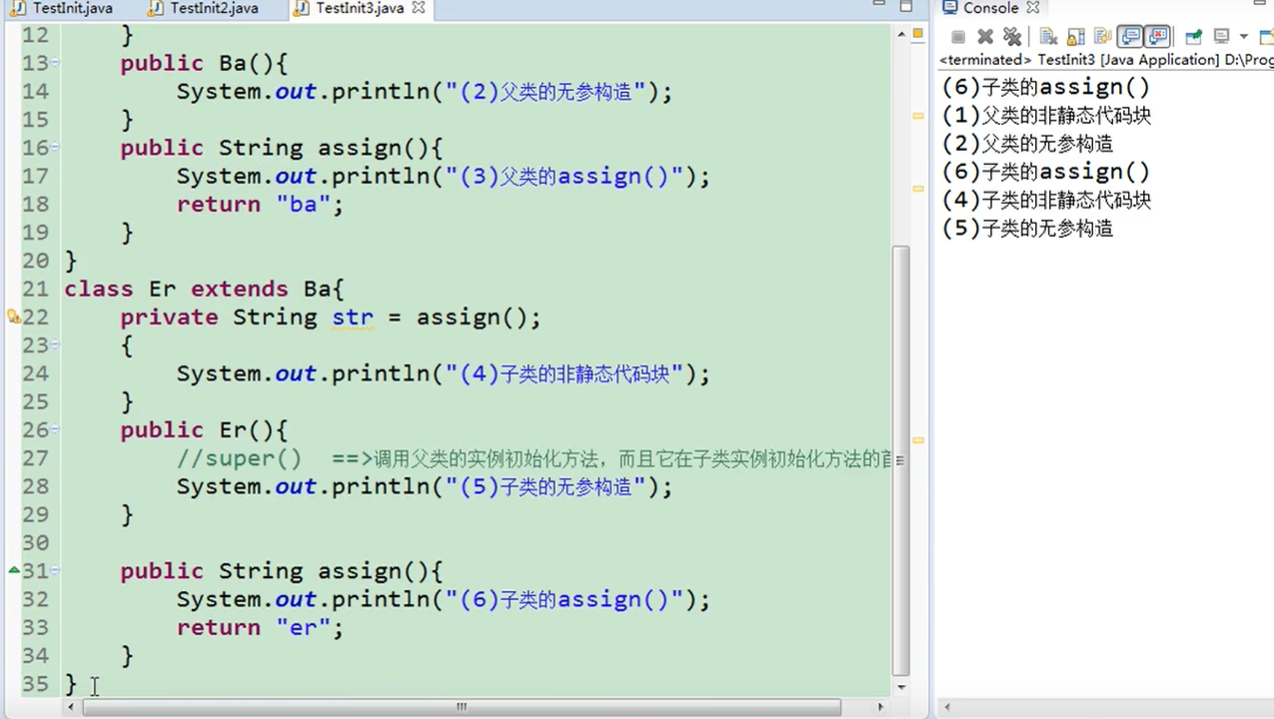 TestInit.java TestInit2.java TestInit3.java
12 }
13 public Ba(){
14 System.out.println("(2)父类的无参构造");
15 }
16 public String assign(){
17 System.out.println("(3)父类的assign()");
18 return "ba";
19 }
20 }
21 class Er extends Ba{
22 private String str = assign();
23 {
24 System.out.println("(4)子类的非静态代码块");
25 }
26 public Er(){
27 //super() ==>调用父类的实例初始化方法，而且它在子类实例初始化方法的首
28 System.out.println("(5)子类的无参构造");
29 }
30
31 public String assign(){
32 System.out.println("(6)子类的assign()");
33 return "er";
34 }
35 }
Console
<terminated> TestInit3 [Java Application] D:\Prog
(6)子类的assign()
(1)父类的非静态代码块
(2)父类的无参构造
(6)子类的assign()
(4)子类的非静态代码块
(5)子类的无参构造